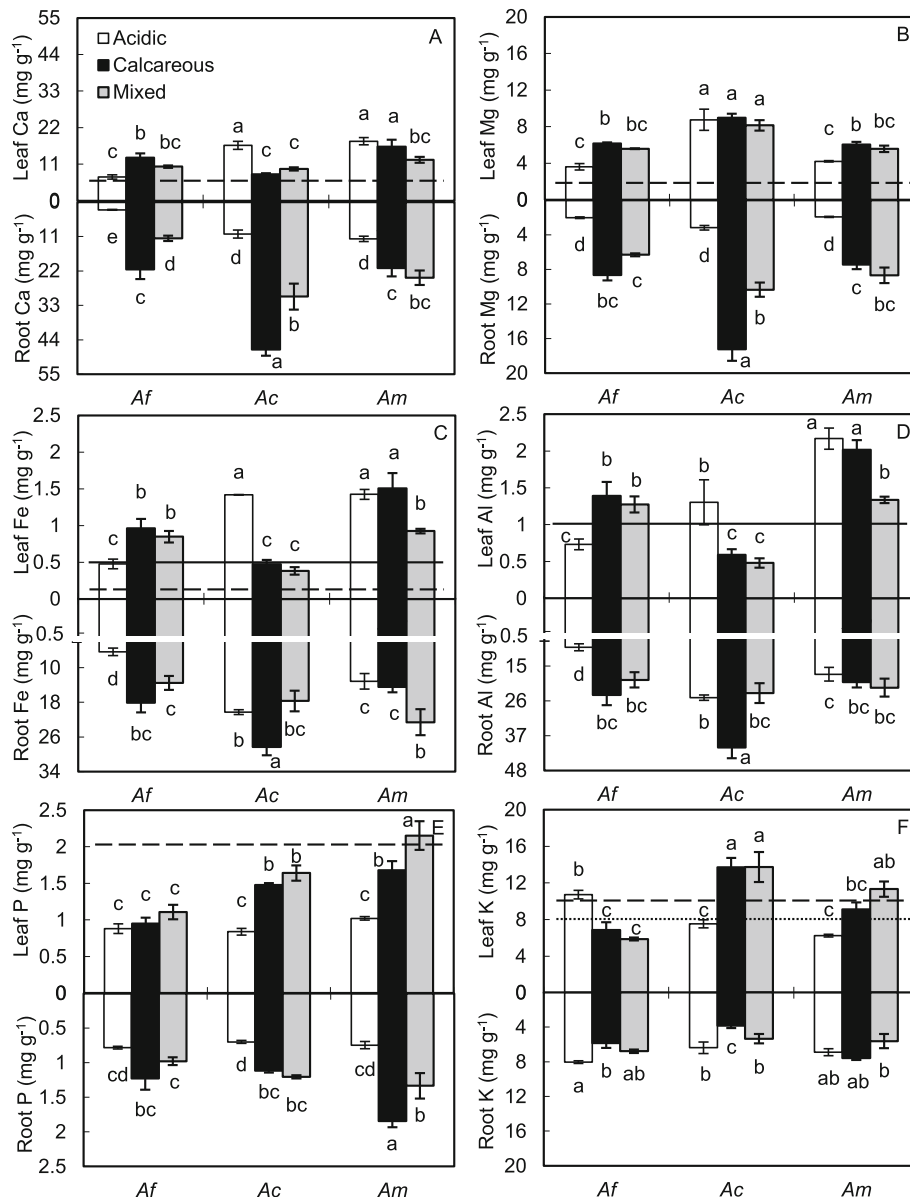 A
Acidic
Calcareous
Mixed
Leaf Ca (mg g-1)
55
44
33
22
11
0
c
b
bc
a
c
c
a
a
bc
Root Ca (mg g-1)
11
22
33
44
55
e
c
d
d
a
b
d
c
bc
Af
Ac
Am
B
Leaf Mg (mg g-1)
20
16
12
8
4
0
c
b
bc
a
a
a
c
b
bc
Root Mg (mg g-1)
4
8
12
16
20
d
bc
c
d
a
b
d
c
bc
Af
Ac
Am
C
Leaf Fe (mg g-1)
2.5
2
1.5
1
0.5
0
c
b
b
a
c
c
a
a
b
Root Fe (mg g-1)
0.5
10
18
26
34
d
bc
c
b
a
bc
c
c
b
Af
Ac
Am
D
Leaf Al (mg g-1)
2.5
2
1.5
1
0.5
0
c
b
b
b
c
c
a
a
b
Root Al (mg g-1)
0.5
15
26
37
48
d
bc
c
b
a
bc
c
c
bc
Af
Ac
Am
E
Leaf P (mg g-1)
2.5
2
1.5
1
0.5
0
c
c
c
c
b
b
c
b
a
Root P (mg g-1)
0.5
1
1.5
2
2.5
cd
bc
c
d
bc
bc
cd
a
b
Af
Ac
Am
F
Leaf K (mg g-1)
20
16
12
8
4
0
b
c
c
c
a
a
c
bc
ab
Root K (mg g-1)
4
8
12
16
20
a
b
ab
b
c
b
ab
ab
b
Af
Ac
Am